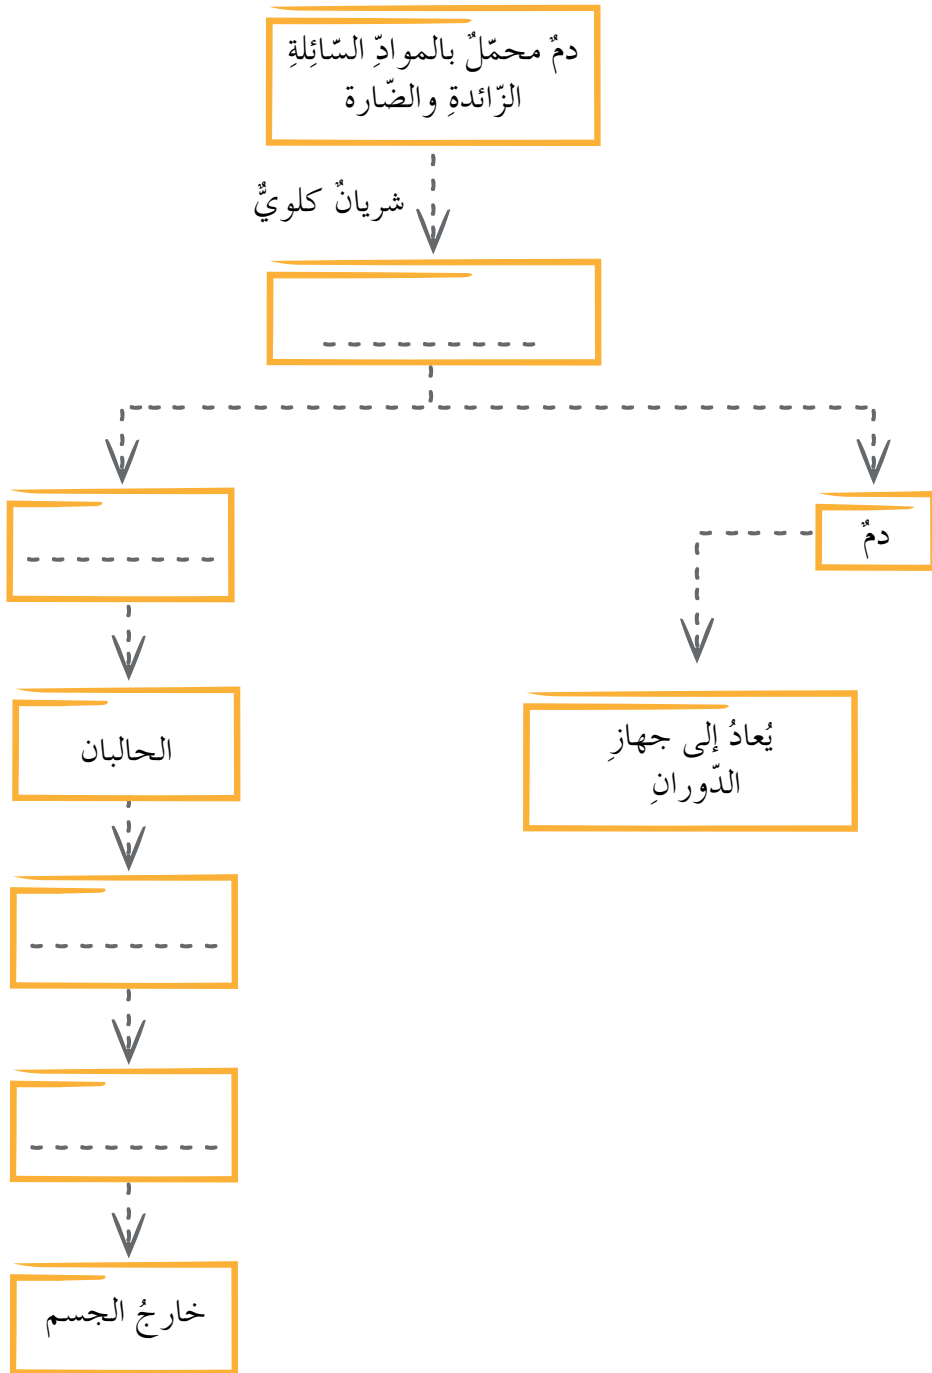 دمٌ محمّلٌ بالموادِّ السّائِلةِ
الزّائدةِ والضّارة
شريانٌ كلويٌّ
دمٌ
يُعادُ إلى جهازِ
الدّورانِ
الحالبان
خارجُ الجسم